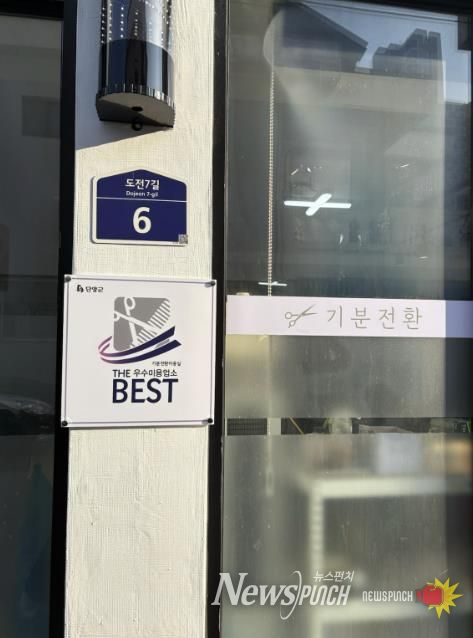 도전7길
Dojeon 7-gil
6
단양군
기분전환미용실
THE 우수미용업소
BEST
기분전환
뉴스펀치
NEWSPUNCH
NEWSPUNCH